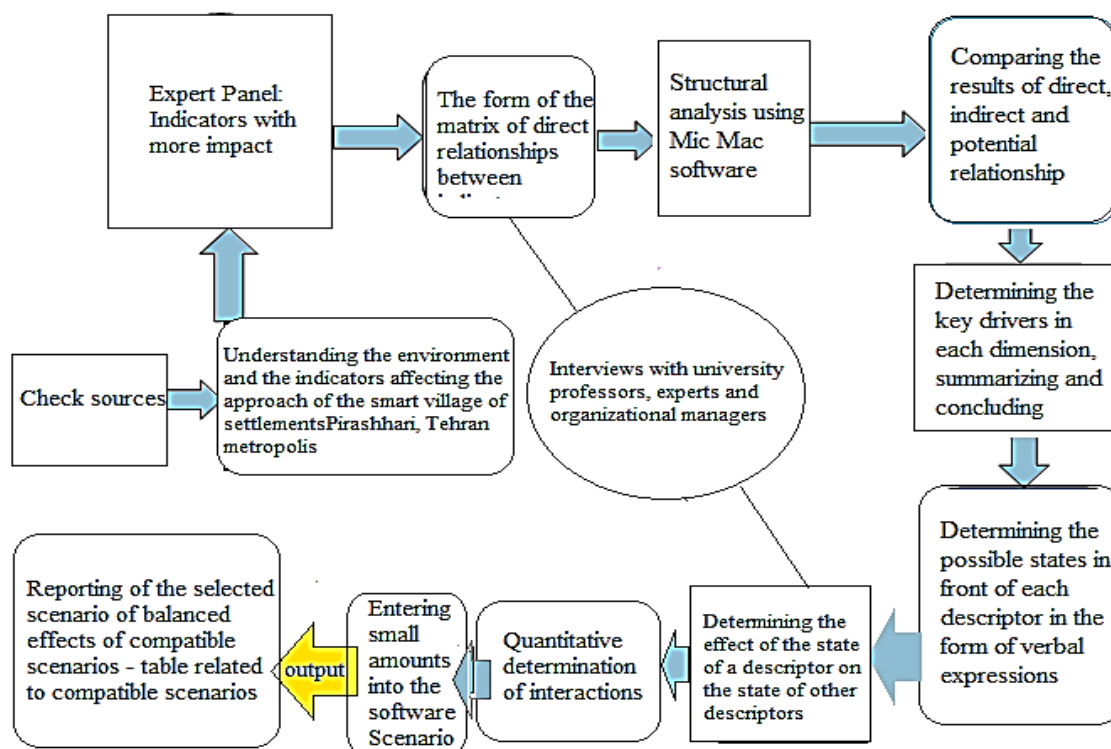 Check sources
Understanding the environment
and the indicators affecting the
approach of the smart village of
settlementsPirashhari, Tehran
metropolis
Expert Panel:
Indicators with
more impact
The form of the
matrix of direct
relationships
between
Structural
analysis using
Mic Mac
software
Comparing the
results of direct,
indirect and
potential
relationship
Determining the
key drivers in
each dimension,
summarizing and
concluding
Interviews with university
professors, experts and
organizational managers
Determining the
possible states in
front of each
descriptor in the
form of verbal
expressions
Determining the
effect of the state
of a descriptor on
the state of other
descriptors
Quantitative
determination
of interactions
Entering
small
amounts
into the
software
Scenario
output
Reporting of the selected
scenario of balanced
effects of compatible
scenarios - table related
to compatible scenarios